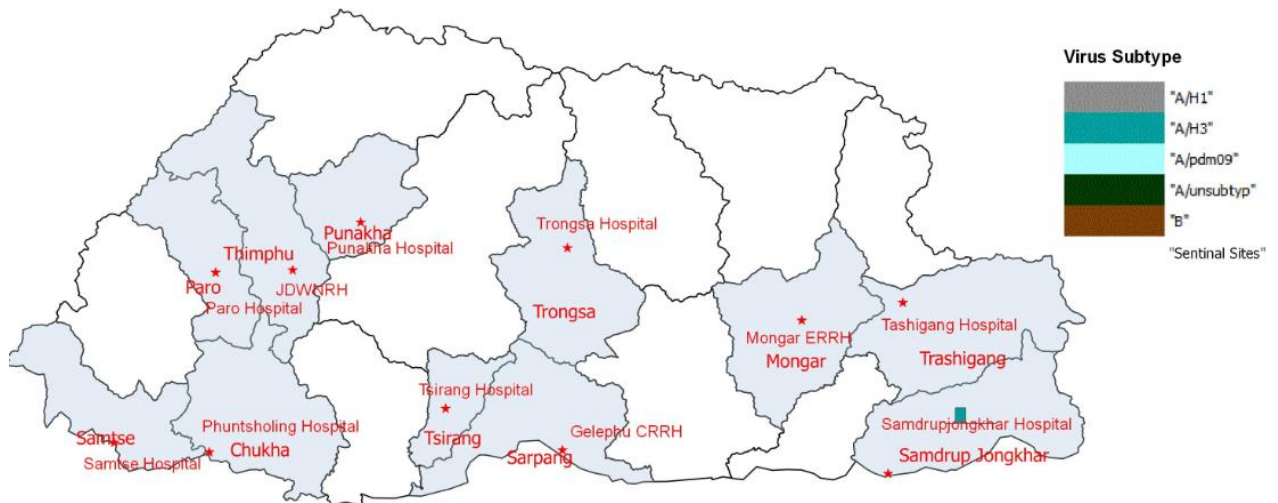 Virus Subtype
"A/H1"
"A/H3"
"A/pdm09"
"A/unsubtyp"
"B"
"Sentinal Sites"
Punakha
Punakha Hospital
Trongsa Hospital
Thimphu
JDWNRH
Paro
Paro Hospital
Trongsa
Tashigang Hospital
Mongar ERRH
Mongar
Trashigang
Tsirang Hospital
Tsirang
Phuntsholing Hospital
Chukha
Samtse
Samtse Hospital
Gelephu CRRH
Sarpang
Samdrupjongkhar Hospital
Samdrup Jongkhar